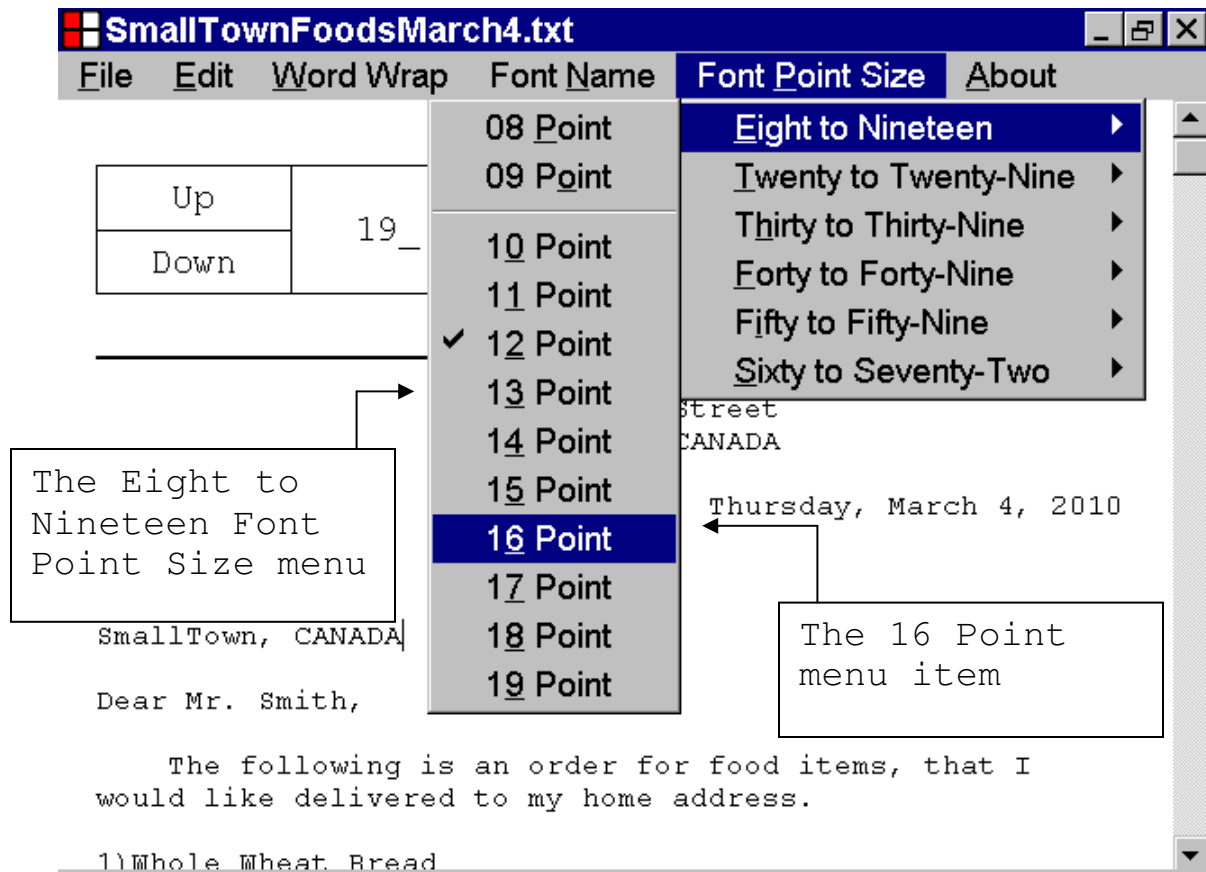 SmallTownFoodsMarch4.txt
File Edit Word Wrap Font Name Font Point Size About
08 Point
09 Point
10 Point
11 Point
12 Point
13 Point
14 Point
15 Point
16 Point
17 Point
18 Point
19 Point
Eight to Nineteen
Twenty to Twenty-Nine
Thirty to Thirty-Nine
Forty to Forty-Nine
Fifty to Fifty-Nine
Sixty to Seventy-Two
Up
Down
19_
Street
CANADA
Thursday, March 4, 2010
The Eight to
Nineteen Font
Point Size menu
The 16 Point
menu item
SmallTown, CANADA
Dear Mr. Smith,
The following is an order for food items, that I
would like delivered to my home address.
1)Whole Wheat Bread